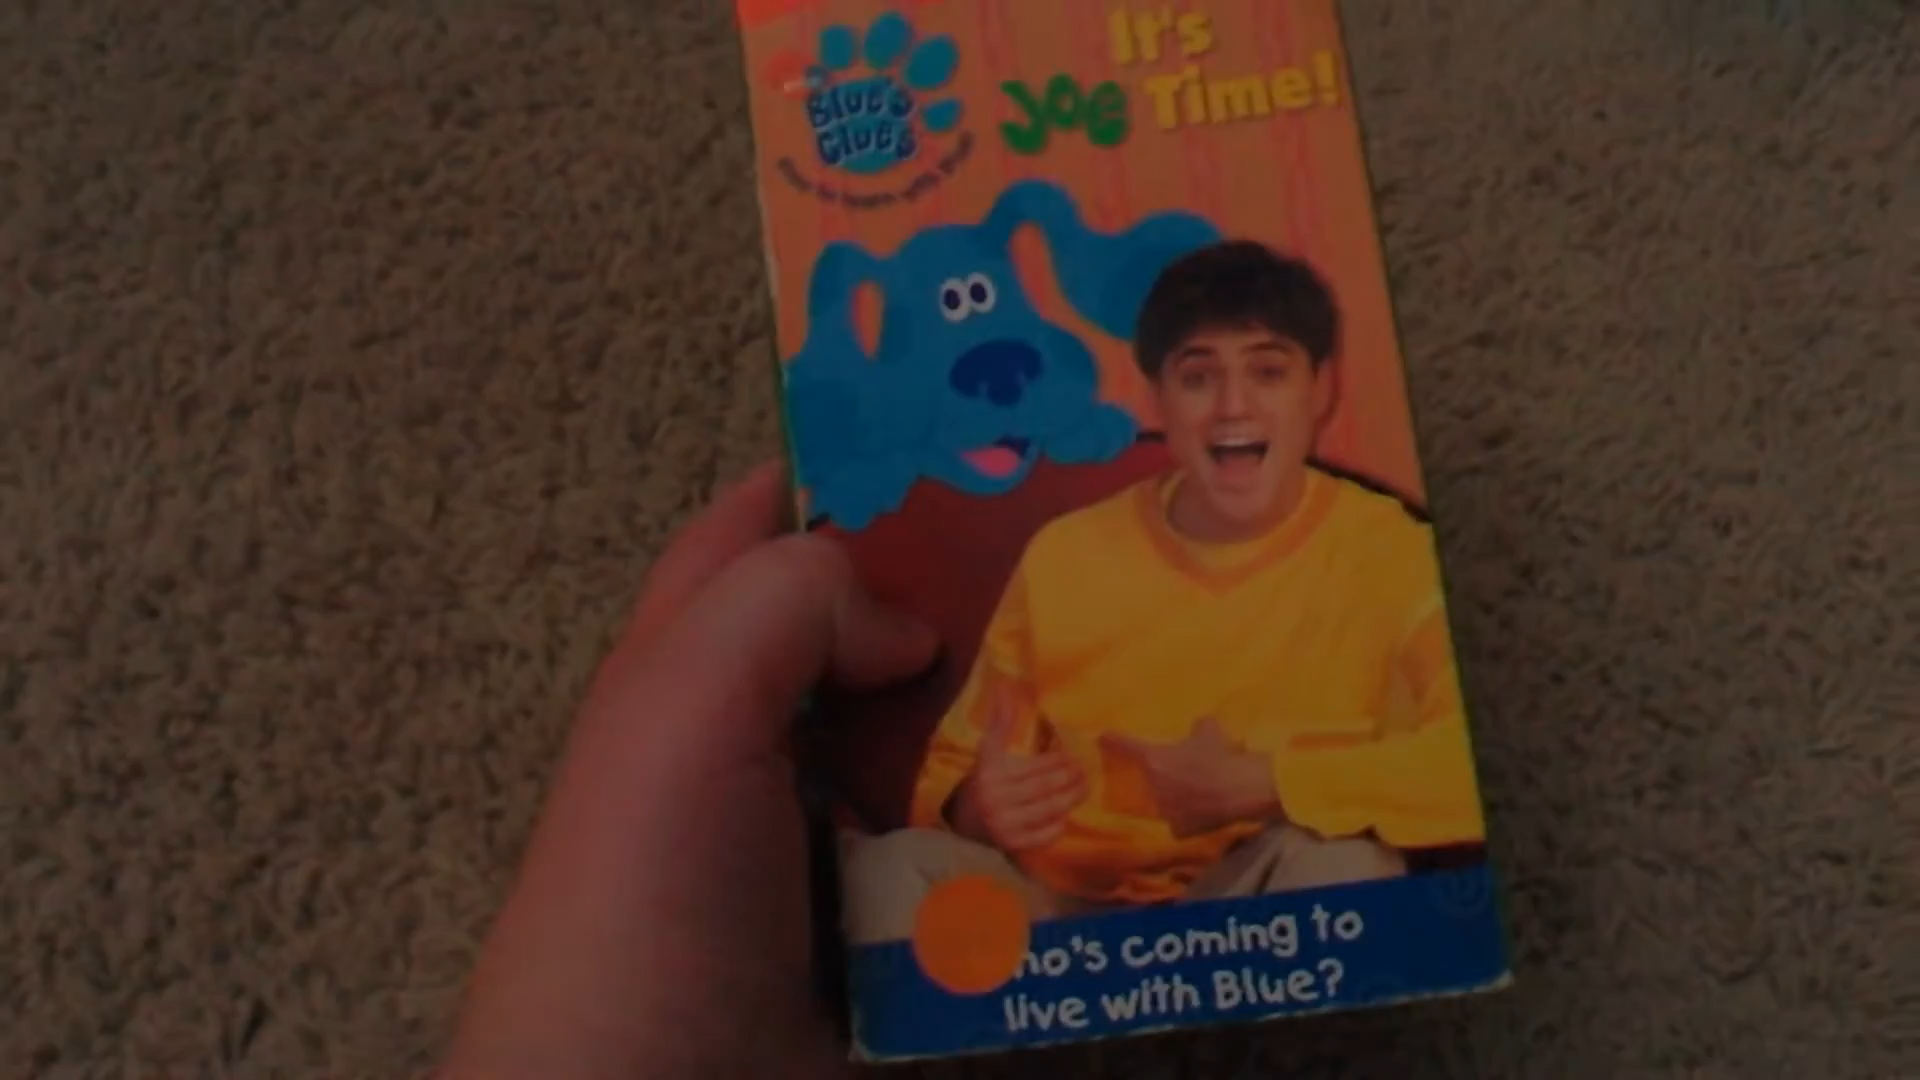 Blue's
Clues
It's
Joe Time!
ho's coming to
live with Blue?